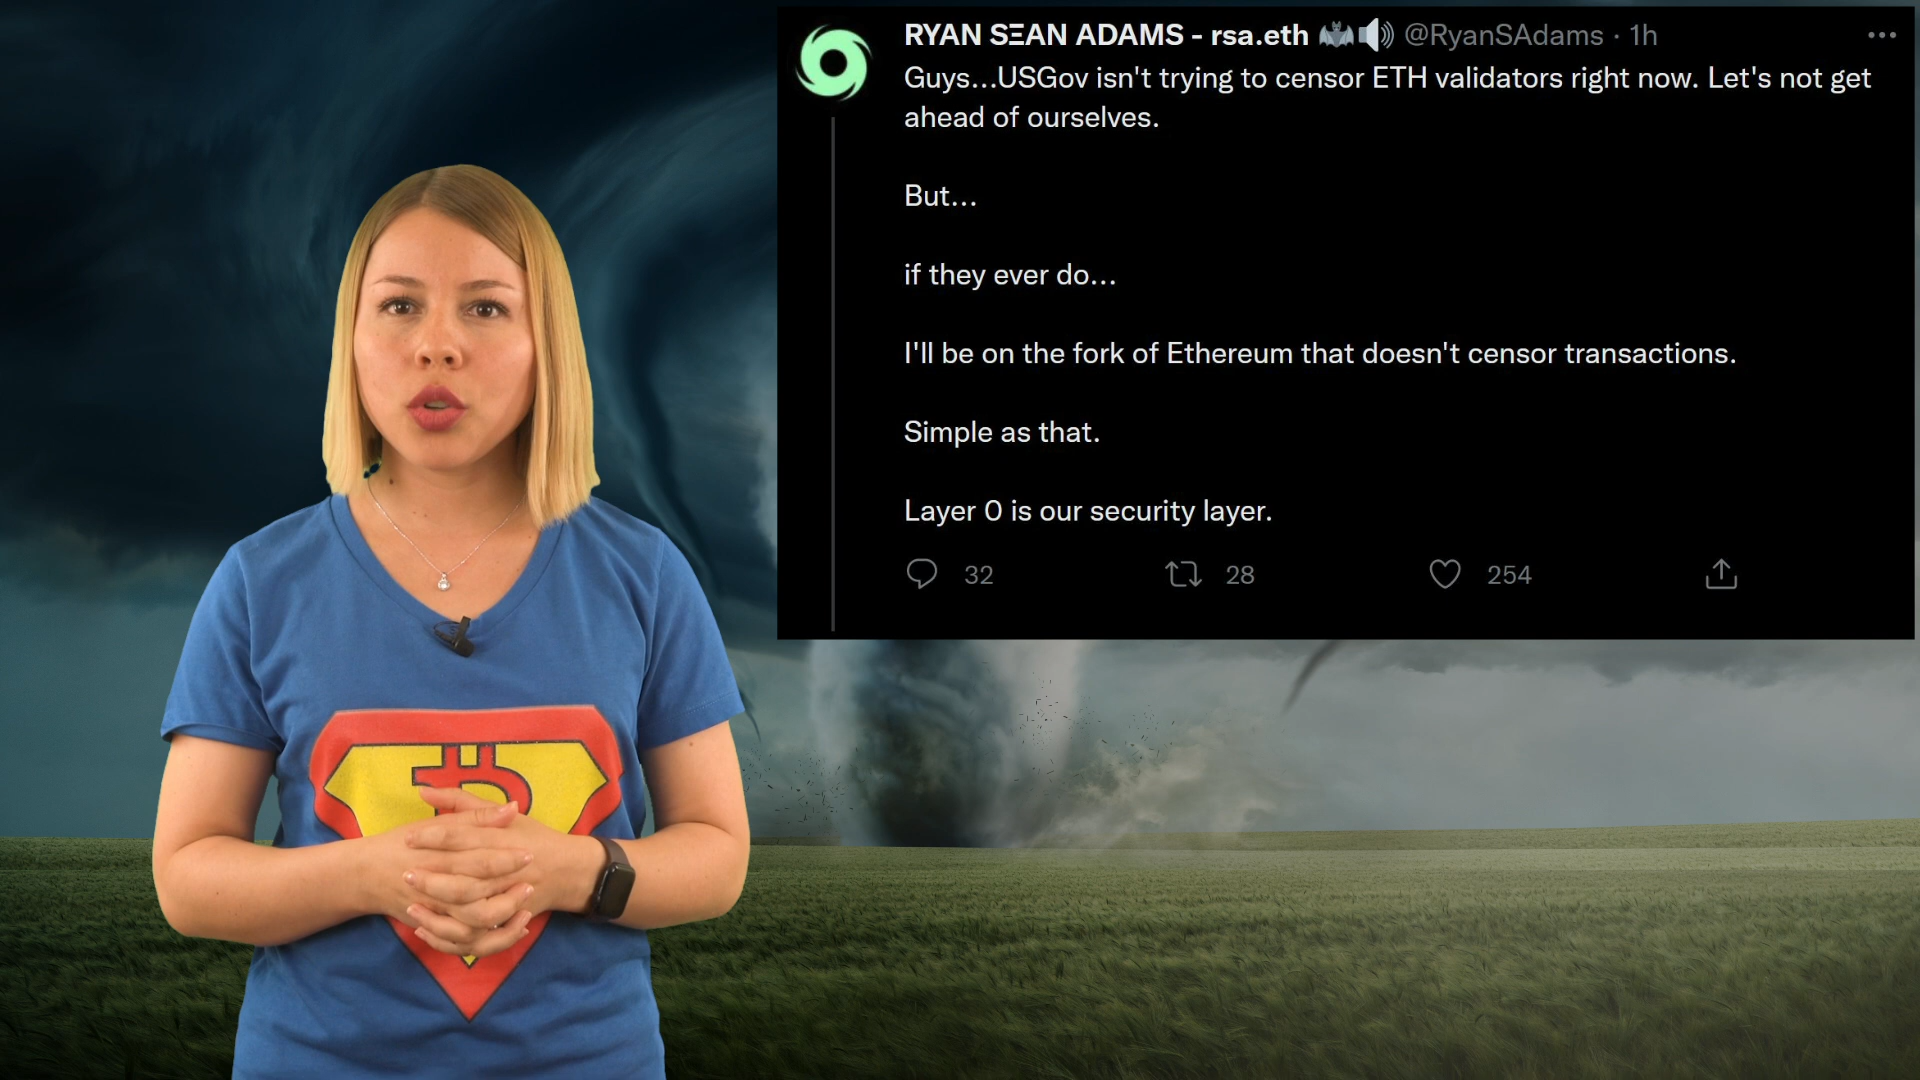 RYAN SΞAN ADAMS - rsa.eth 🦇🔊 @RyanSAdams · 1h
Guys...USGov isn't trying to censor ETH validators right now. Let's not get
ahead of ourselves.
But...
if they ever do...
I'll be on the fork of Ethereum that doesn't censor transactions.
Simple as that.
Layer 0 is our security layer.
32 28 254